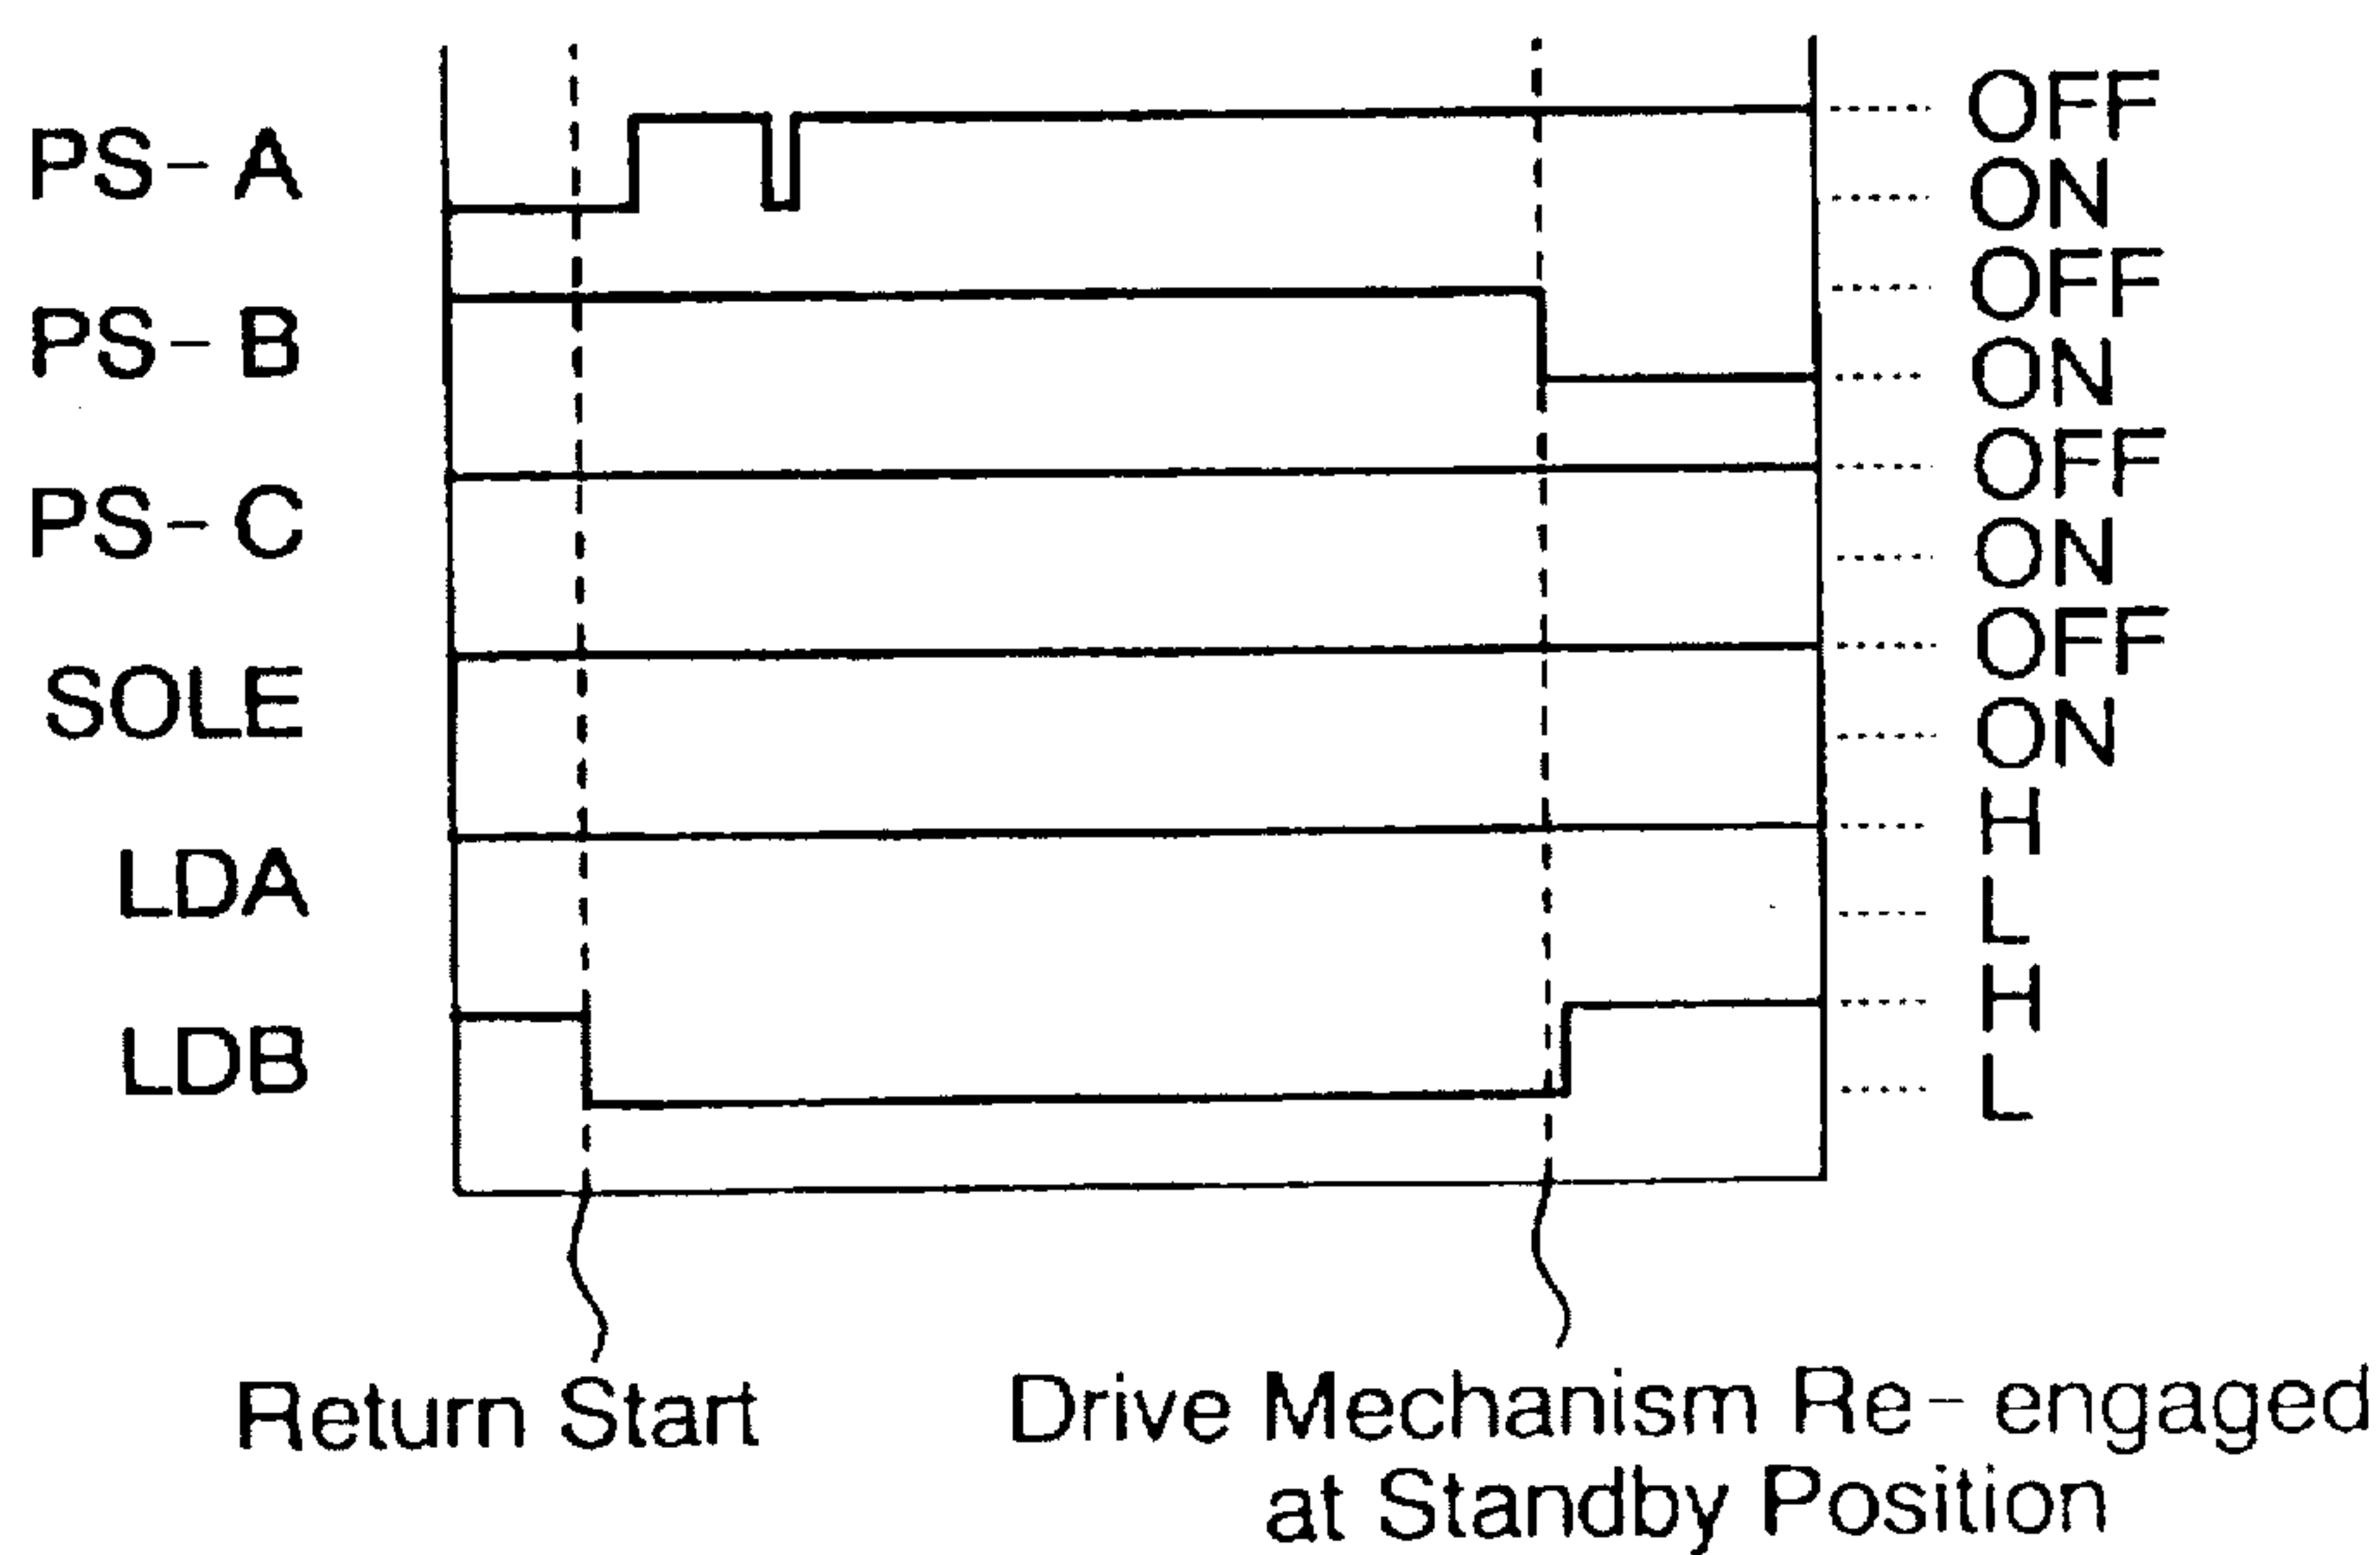 OFF
PS-A
ON
OFF
PS-B
ON
OFF
PS-C
ON
OFF
SOLE
ON
H
LDA
L
H
LDB
L
Return Start
Drive Mechanism Re-engaged
at Standby Position